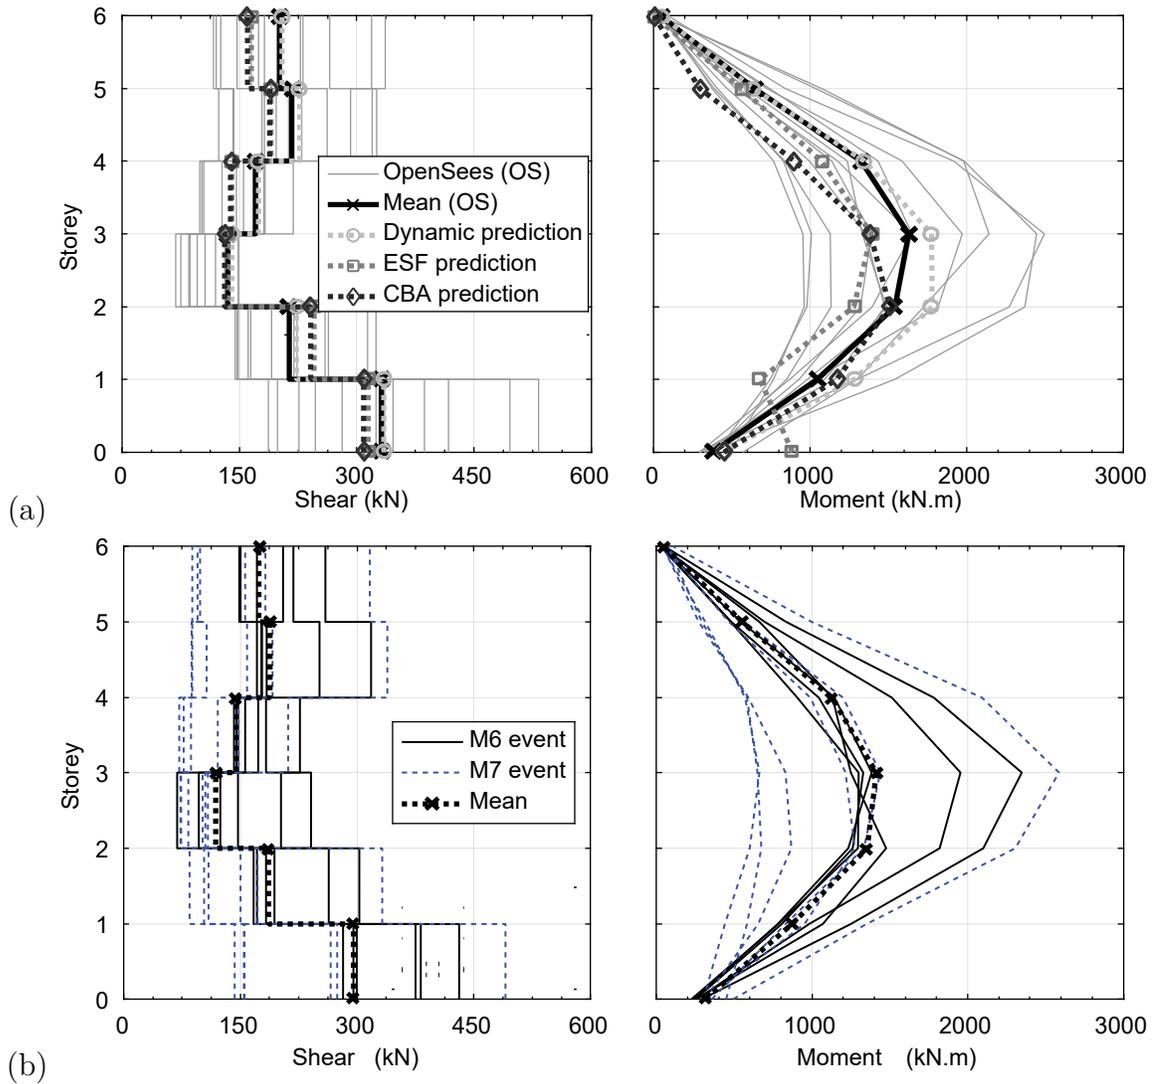 6
5
4
3
2
1
0
Storey
0 150 300 450 600
Shear (kN)
OpenSees (OS)
Mean (OS)
Dynamic prediction
ESF prediction
CBA prediction
0 1000 2000 3000
Moment (kN.m)
(a)
6
5
4
3
2
1
0
Storey
0 150 300 450 600
Shear (kN)
M6 event
M7 event
Mean
0 1000 2000 3000
Moment (kN.m)
(b)